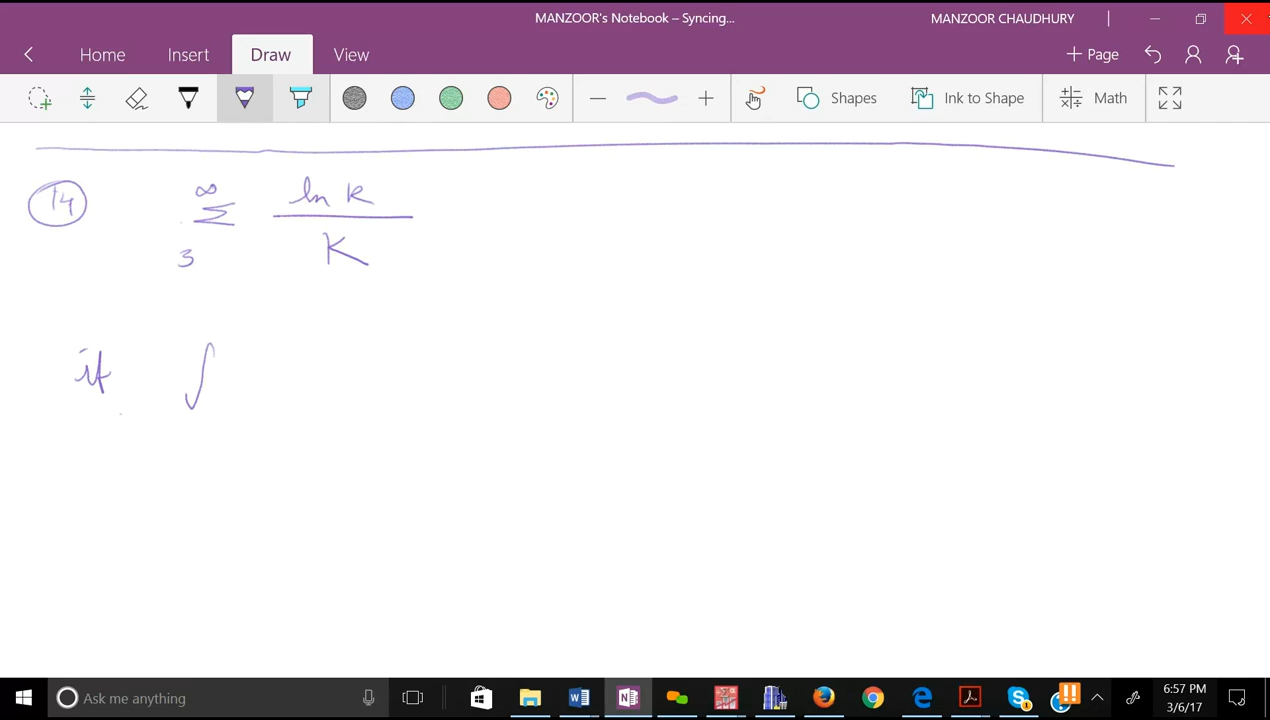 MANZOOR's Notebook – Syncing...
MANZOOR CHAUDHURY
Home Insert Draw View
Page
Shapes Ink to Shape Math
14 ∞ ln k
Σ
3 K
if ∫
Ask me anything
6:57 PM
3/6/17